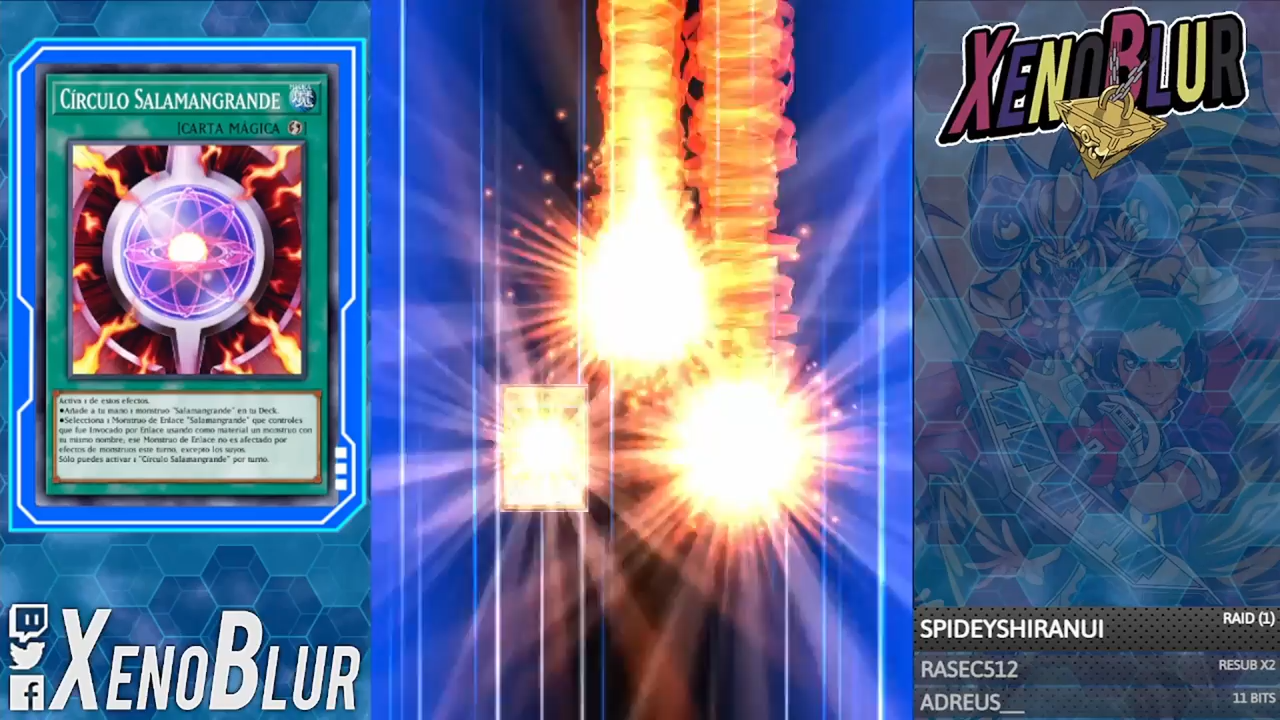 CÍRCULO SALAMANGRANDE
[CARTA MÁGICA ]
Activa 1 de estos efectos.
●Añade a tu mano 1 monstruo "Salamangrande" en tu Deck.
●Selecciona 1 Monstruo de Enlace "Salamangrande" que controles
que fue Invocado por Enlace usando como material un monstruo con
su mismo nombre; ese Monstruo de Enlace no es afectado por
efectos de monstruos este turno, excepto los suyos.
Sólo puedes activar 1 "Círculo Salamangrande" por turno.
XENOBLUR
XENOBLUR
SPIDEYSHIRANUI RAID (1)
RASEC512 RESUB X2
ADREUS__ 11 BITS